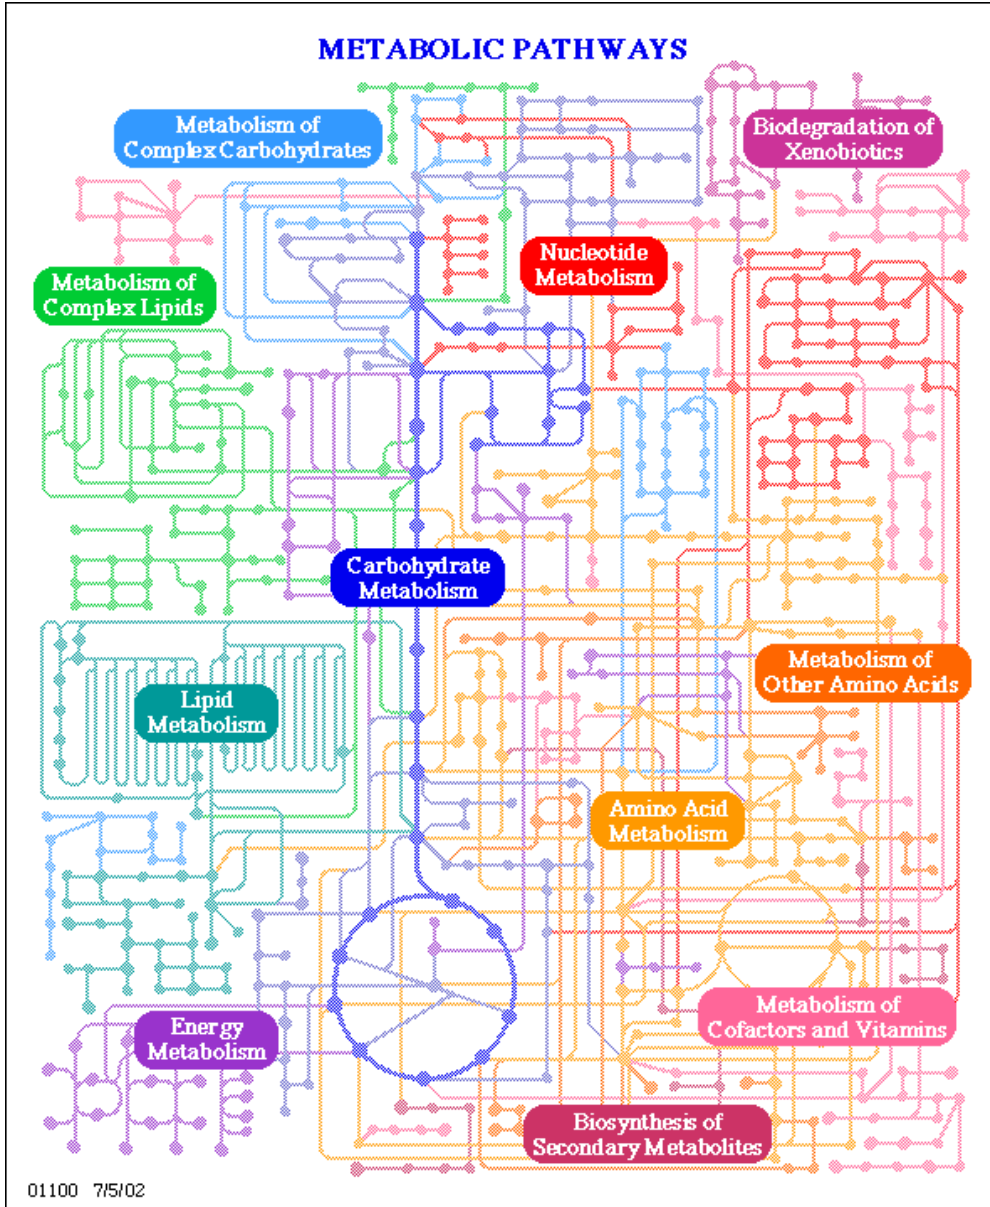 METABOLIC PATHWAYS
Metabolism of
Complex Carbohydrates
Biodegradation of
Xenobiotics
Nucleotide
Metabolism
Metabolism of
Complex Lipids
Carbohydrate
Metabolism
Metabolism of
Other Amino Acids
Lipid
Metabolism
Amino Acid
Metabolism
Metabolism of
Cofactors and Vitamins
Energy
Metabolism
Biosynthesis of
Secondary Metabolites
01100 7/5/02